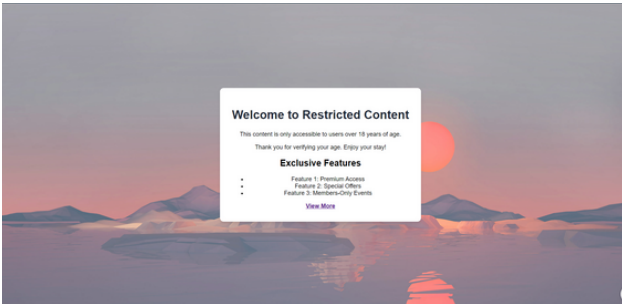 Welcome to Restricted Content
This content is only accessible to users over 18 years of age.
Thank you for verifying your age. Enjoy your stay!
Exclusive Features
Feature 1: Premium Access
Feature 2: Special Offers
Feature 3: Members-Only Events
View More